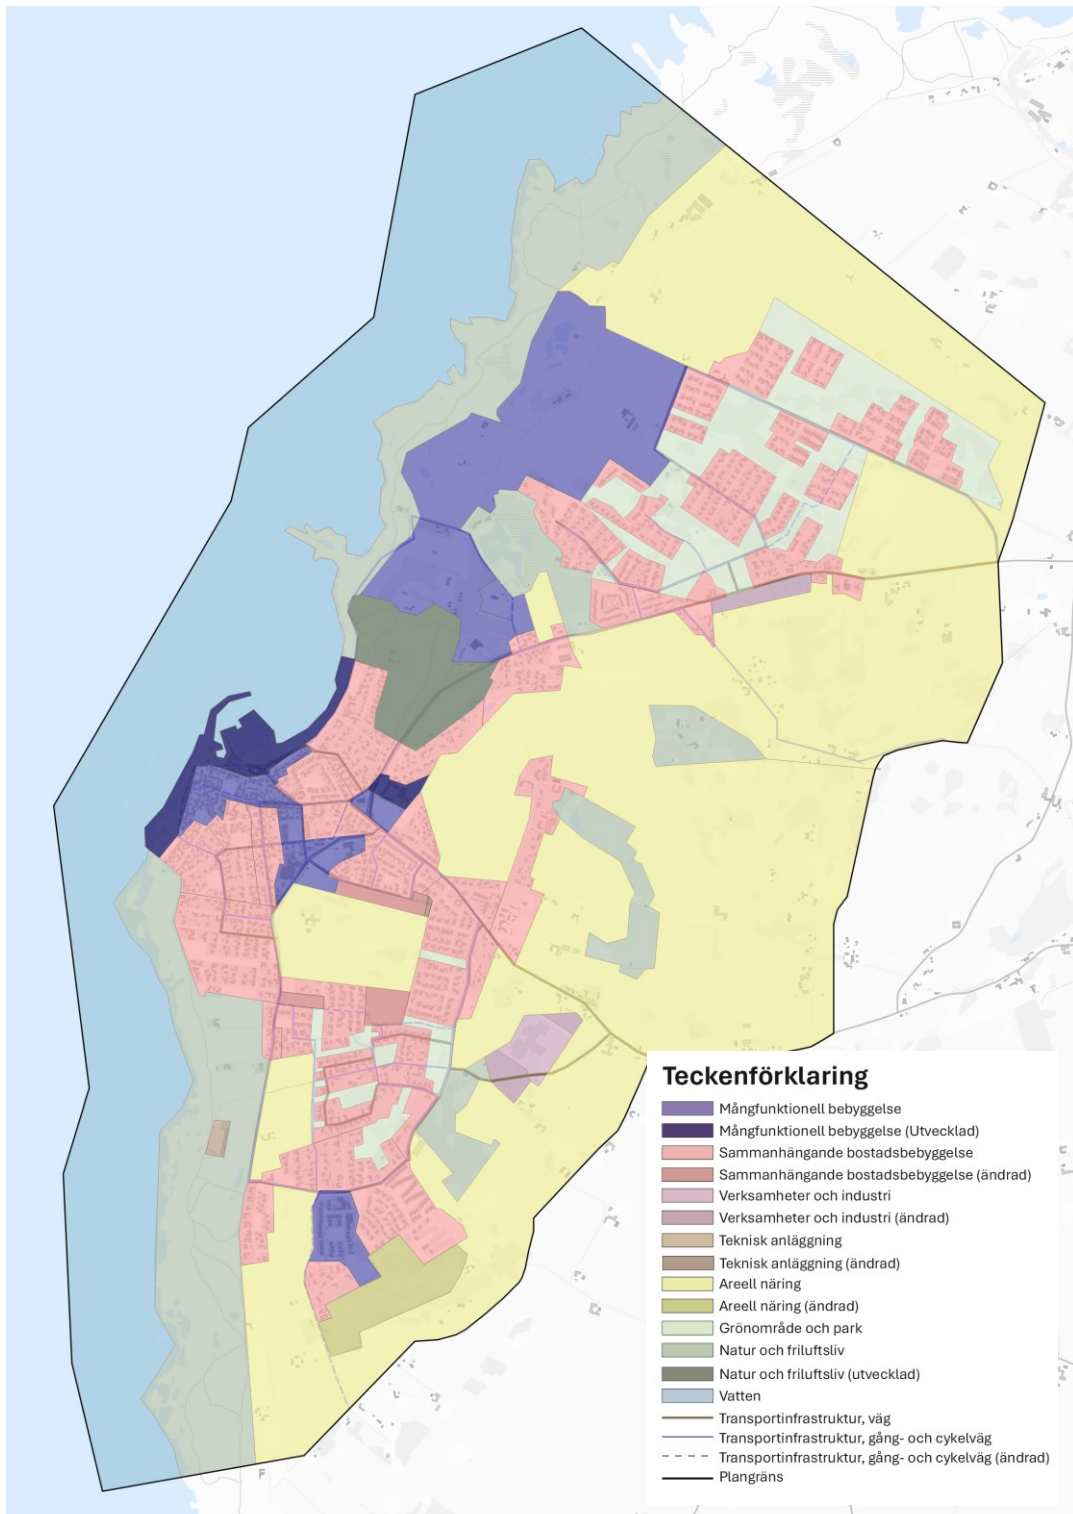 Teckenförklaring
Mångfunktionell bebyggelse
Mångfunktionell bebyggelse (Utvecklad)
Sammanhängande bostadsbebyggelse
Sammanhängande bostadsbebyggelse (ändrad)
Verksamheter och industri
Verksamheter och industri (ändrad)
Teknisk anläggning
Teknisk anläggning (ändrad)
Areell näring
Areell näring (ändrad)
Grönområde och park
Natur och friluftsliv
Natur och friluftsliv (utvecklad)
Vatten
Transportinfrastruktur, väg
Transportinfrastruktur, gång- och cykelväg
Transportinfrastruktur, gång- och cykelväg (ändrad)
Plangräns